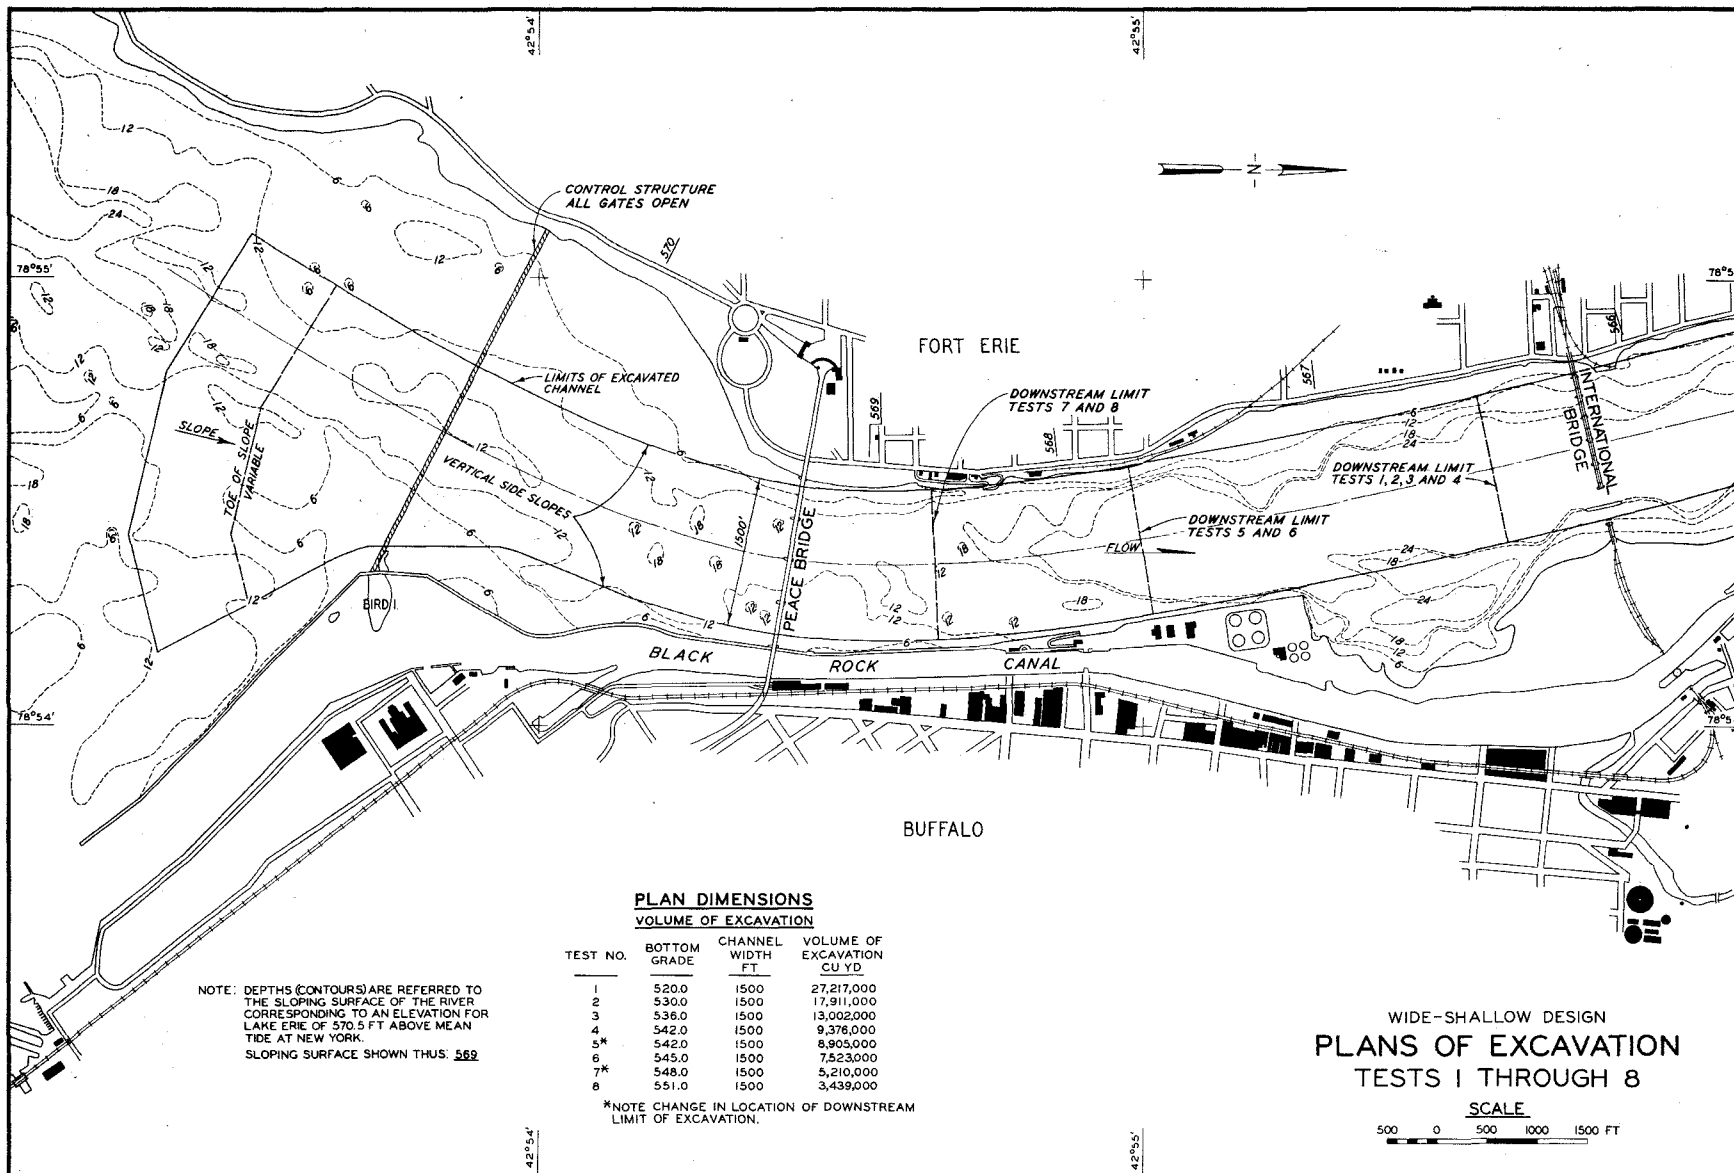 42°54'
42°55'
CONTROL STRUCTURE
ALL GATES OPEN
570
-N-
78°55'
78°5
LIMITS OF EXCAVATED
CHANNEL
FORT ERIE
DOWNSTREAM LIMIT
TESTS 7 AND 8
569
568
567
566
INTERNATIONAL
BRIDGE
SLOPE
TOE OF SLOPE
VARIABLE
VERTICAL SIDE SLOPES
1500'
PEACE BRIDGE
DOWNSTREAM LIMIT
TESTS 1, 2, 3 AND 4
DOWNSTREAM LIMIT
TESTS 5 AND 6
FLOW
BIRD I.
BLACK ROCK CANAL
78°54'
78°5
BUFFALO
PLAN DIMENSIONS
VOLUME OF EXCAVATION
TEST NO. BOTTOM GRADE CHANNEL WIDTH FT VOLUME OF EXCAVATION CU YD
1 520.0 1500 27,217,000
2 530.0 1500 17,911,000
3 536.0 1500 13,002,000
4 542.0 1500 9,376,000
5* 542.0 1500 8,905,000
6 545.0 1500 7,523,000
7* 548.0 1500 5,210,000
8 551.0 1500 3,439,000
*NOTE CHANGE IN LOCATION OF DOWNSTREAM
LIMIT OF EXCAVATION.
NOTE: DEPTHS (CONTOURS) ARE REFERRED TO
THE SLOPING SURFACE OF THE RIVER
CORRESPONDING TO AN ELEVATION FOR
LAKE ERIE OF 570.5 FT ABOVE MEAN
TIDE AT NEW YORK.
SLOPING SURFACE SHOWN THUS: 569
WIDE-SHALLOW DESIGN
PLANS OF EXCAVATION
TESTS 1 THROUGH 8
SCALE
500 0 500 1000 1500 FT
42°54'
42°55'